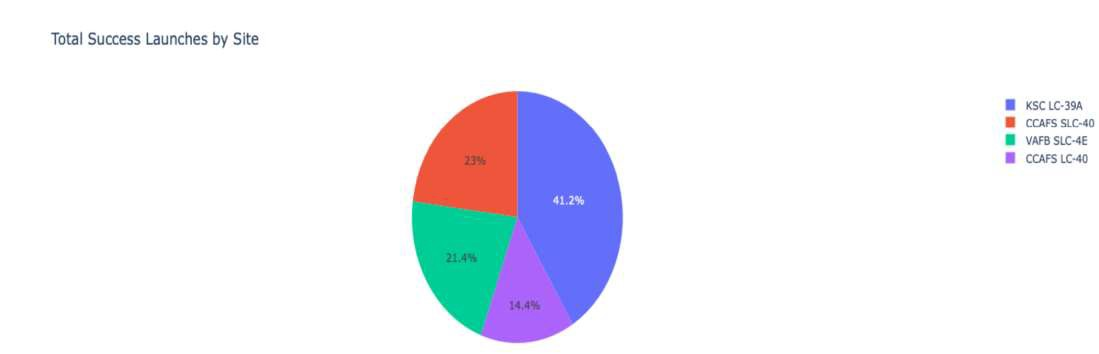 Total Success Launches by Site
KSC LC-39A
CCAFS SLC-40
VAFB SLC-4E
CCAFS LC-40
23%
41.2%
21.4%
14.4%